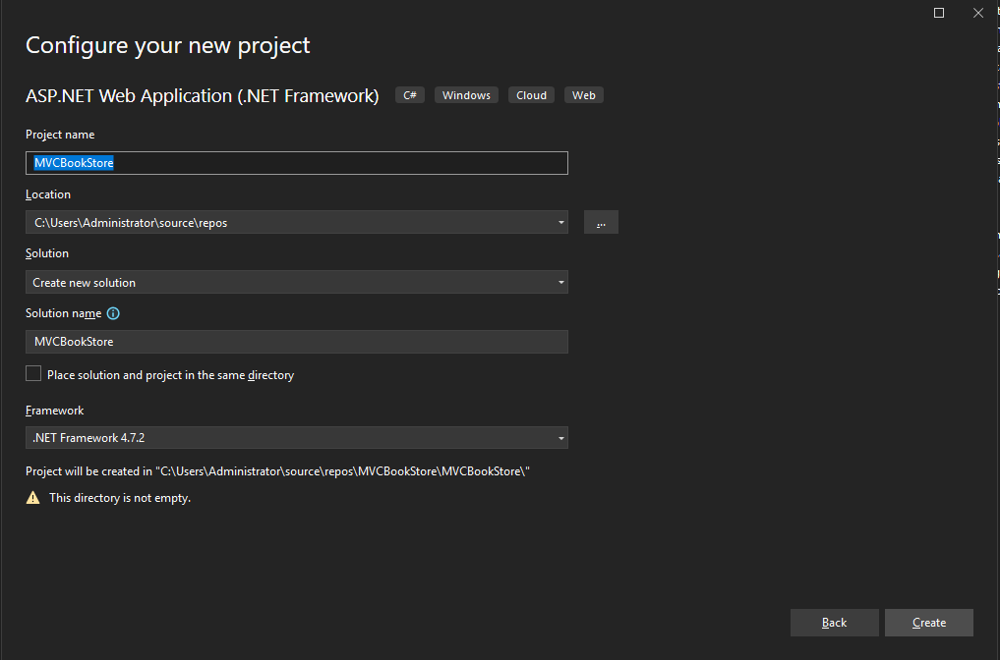 Configure your new project
ASP.NET Web Application (.NET Framework) C# Windows Cloud Web
Project name
MVCBookStore
Location
C:\Users\Administrator\source\repos
...
Solution
Create new solution
Solution name
MVCBookStore
Place solution and project in the same directory
Framework
.NET Framework 4.7.2
Project will be created in "C:\Users\Administrator\source\repos\MVCBookStore\MVCBookStore\"
This directory is not empty.
Back Create